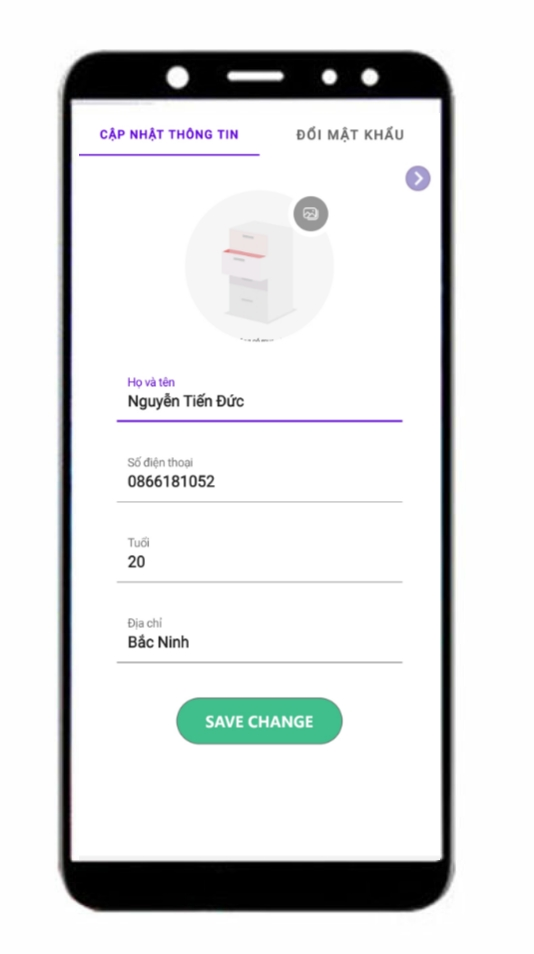 CẬP NHẬT THÔNG TIN
ĐỔI MẬT KHẨU
Họ và tên
Nguyễn Tiến Đức
Số điện thoại
0866181052
Tuổi
20
Địa chỉ
Bắc Ninh
SAVE CHANGE